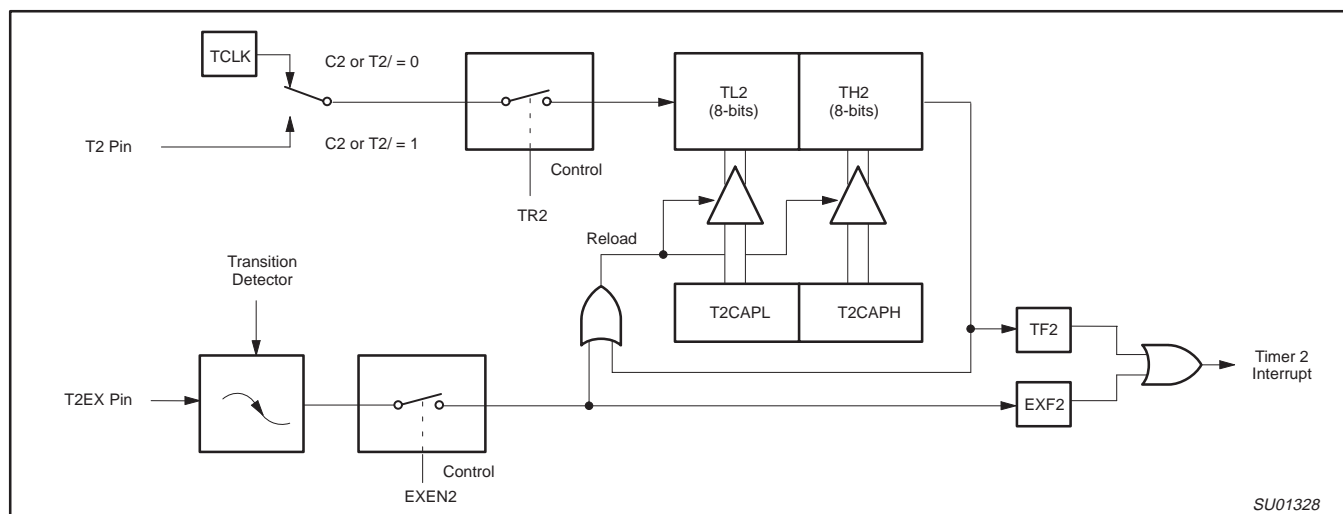 TCLK
C2 or T2/ = 0
T2 Pin
C2 or T2/ = 1
Control
TR2
TL2
(8-bits)
TH2
(8-bits)
Reload
Transition
Detector
T2CAPL
T2CAPH
TF2
Timer 2
Interrupt
T2EX Pin
EXF2
Control
EXEN2
SU01328